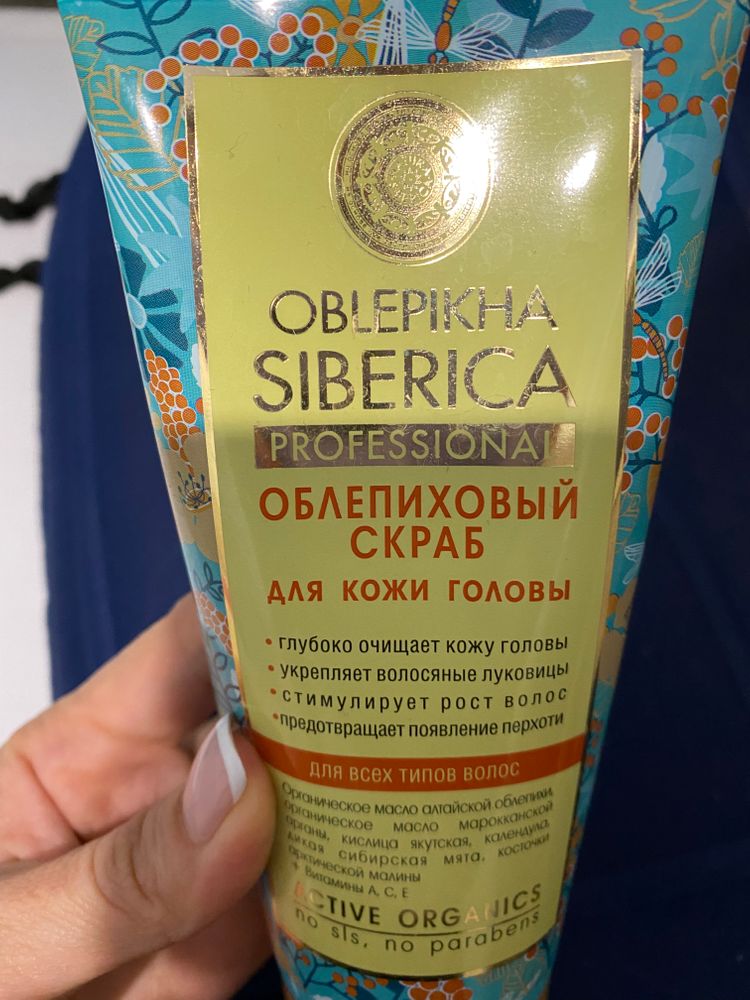 OBLEPIKHA
SIBERICA
PROFESSIONAL
ОБЛЕПИХОВЫЙ
СКРАБ
ДЛЯ КОЖИ ГОЛОВЫ
• глубоко очищает кожу головы
• укрепляет волосяные луковицы
• стимулирует рост волос
• предотвращает появление перхоти
ДЛЯ ВСЕХ ТИПОВ ВОЛОС
Органическое масло алтайской облепихи,
органическое масло марокканской
арганы, кислица якутская, календула,
дикая сибирская мята, косточки
арктической малины
+ Витамины А, С, Е
ACTIVE ORGANICS
no sls, no parabens